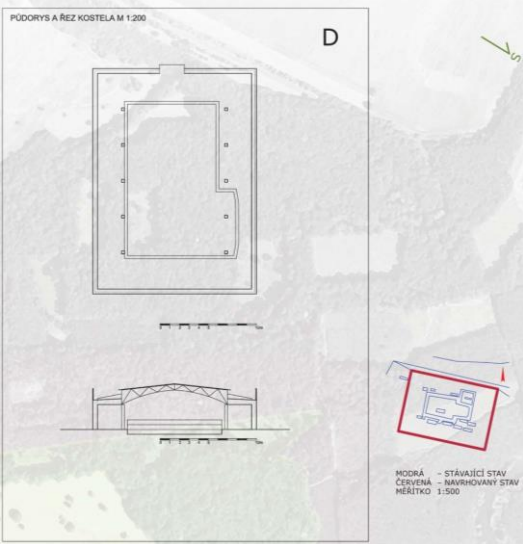 PŮDORYS A ŘEZ KOSTELA M 1:200
D
S
MODRÁ - STÁVAJÍCÍ STAV
ČERVENÁ - NAVRHOVANÝ STAV
MĚŘÍTKO 1:500